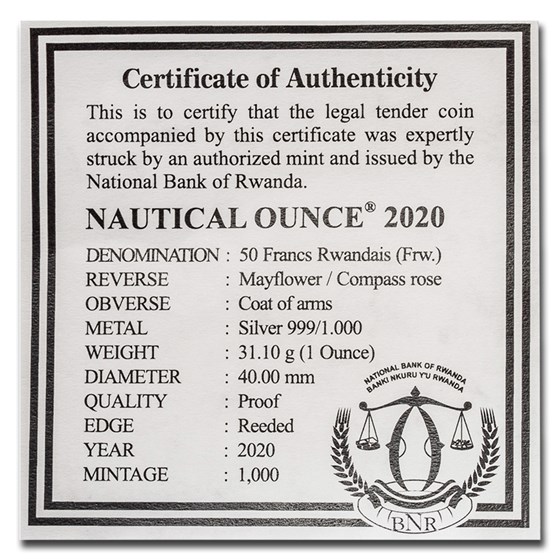 Certificate of Authenticity
This is to certify that the legal tender coin
accompanied by this certificate was expertly
struck by an authorized mint and issued by the
National Bank of Rwanda.
NAUTICAL OUNCE® 2020
DENOMINATION : 50 Francs Rwandais (Frw.)
REVERSE : Mayflower / Compass rose
OBVERSE : Coat of arms
METAL : Silver 999/1.000
WEIGHT : 31.10 g (1 Ounce)
DIAMETER : 40.00 mm
QUALITY : Proof
EDGE : Reeded
YEAR : 2020
MINTAGE : 1,000
NATIONAL BANK OF RWANDA
BANKI NKURU Y'U RWANDA
BNR